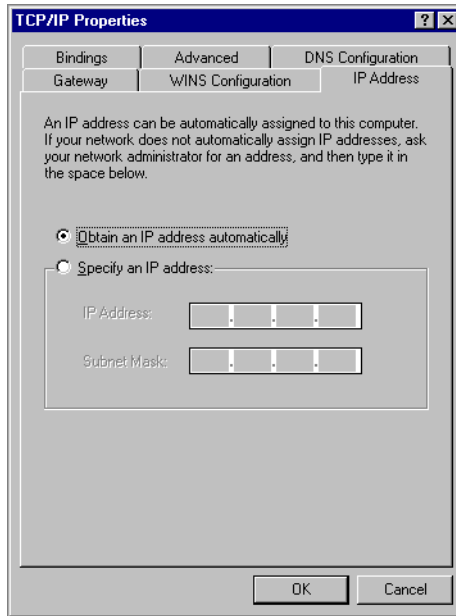 TCP/IP Properties
Bindings Advanced DNS Configuration
Gateway WINS Configuration IP Address
An IP address can be automatically assigned to this computer.
If your network does not automatically assign IP addresses, ask
your network administrator for an address, and then type it in
the space below.
Obtain an IP address automatically
Specify an IP address:
IP Address: . . .
Subnet Mask: . . .
OK Cancel